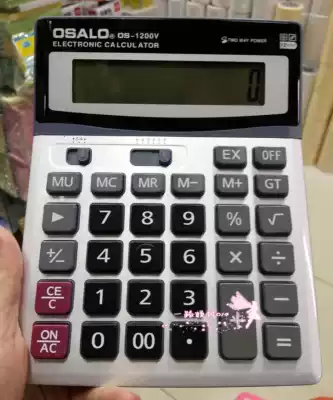 OSALO® OS-1200V
ELECTRONIC CALCULATOR
TWO WAY POWER
0
EX OFF
MU MC MR M− M+ GT
▶ 7 8 9 % √
+/− 4 5 6 × ÷
CE/C 1 2 3 − −
ON/AC 0 00 • + =